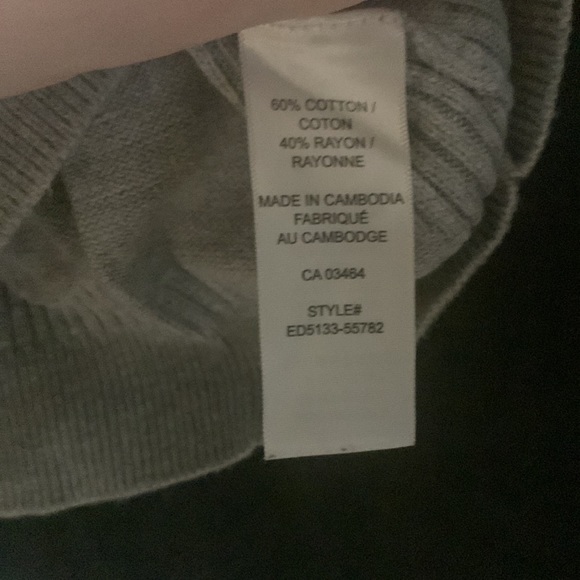 60% COTTON /
COTON
40% RAYON /
RAYONNE
MADE IN CAMBODIA
FABRIQUÉ
AU CAMBODGE
CA 03464
STYLE#
ED5133-55782